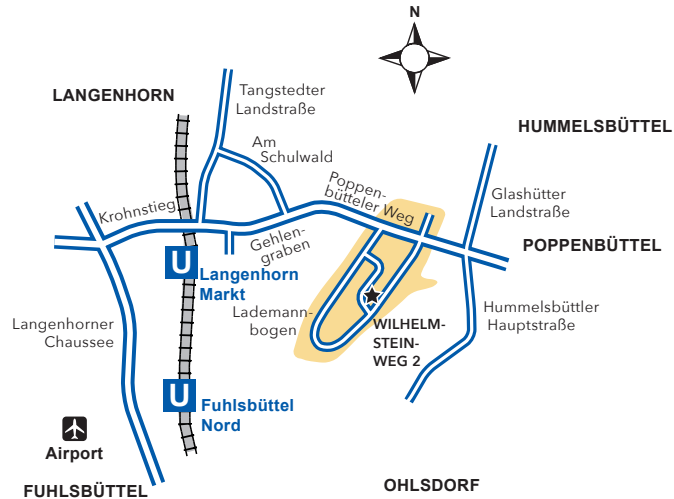 N
LANGENHORN
Tangstedter
Landstraße
HUMMELSBÜTTEL
Am
Schulwald
Poppen-
bütteler Weg
Glashütter
Landstraße
Krohnstieg
Gehlen-
graben
POPPENBÜTTEL
U
Langenhorn
Markt
Lademann-
bogen
Hummelsbüttler
Hauptstraße
Langenhorner
Chaussee
WILHELM-
STEIN-
WEG 2
U
Fuhlsbüttel
Nord
Airport
FUHLSBÜTTEL
OHLSDORF